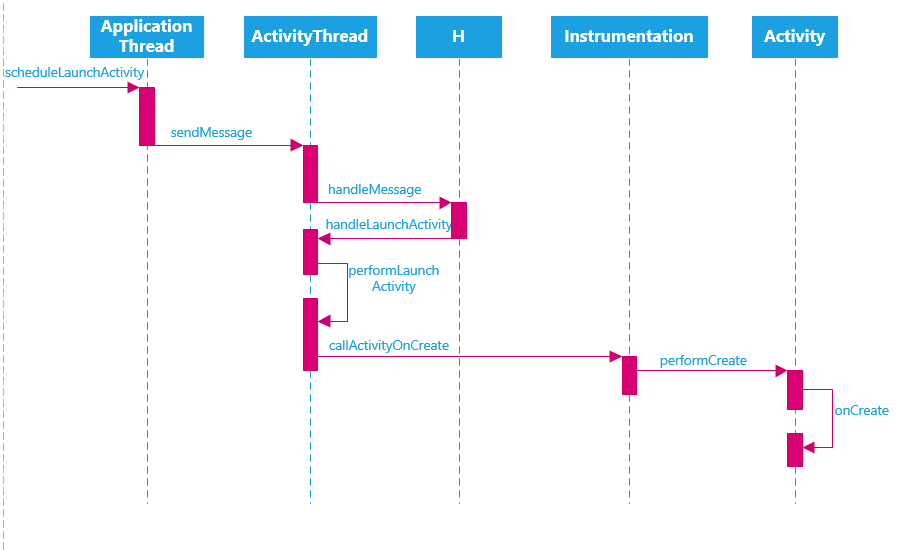 Application
Thread
ActivityThread
H
Instrumentation
Activity
scheduleLaunchActivity
sendMessage
handleMessage
handleLaunchActivity
performLaunch
Activity
callActivityOnCreate
performCreate
onCreate